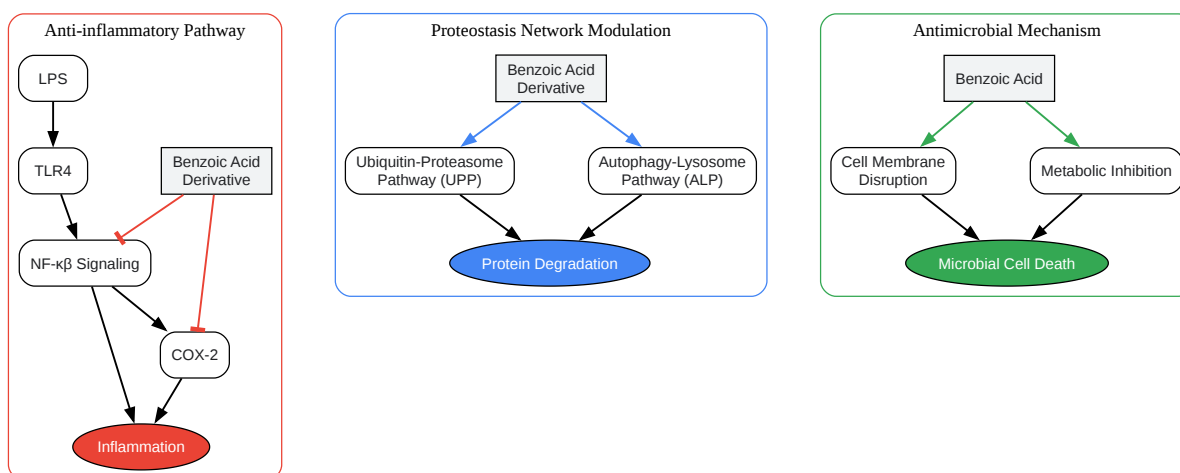 Anti-inflammatory Pathway
LPS
TLR4
Benzoic Acid
Derivative
NF-κβ Signaling
COX-2
Inflammation
Proteostasis Network Modulation
Benzoic Acid
Derivative
Ubiquitin-Proteasome
Pathway (UPP)
Autophagy-Lysosome
Pathway (ALP)
Protein Degradation
Antimicrobial Mechanism
Benzoic Acid
Cell Membrane
Disruption
Metabolic Inhibition
Microbial Cell Death